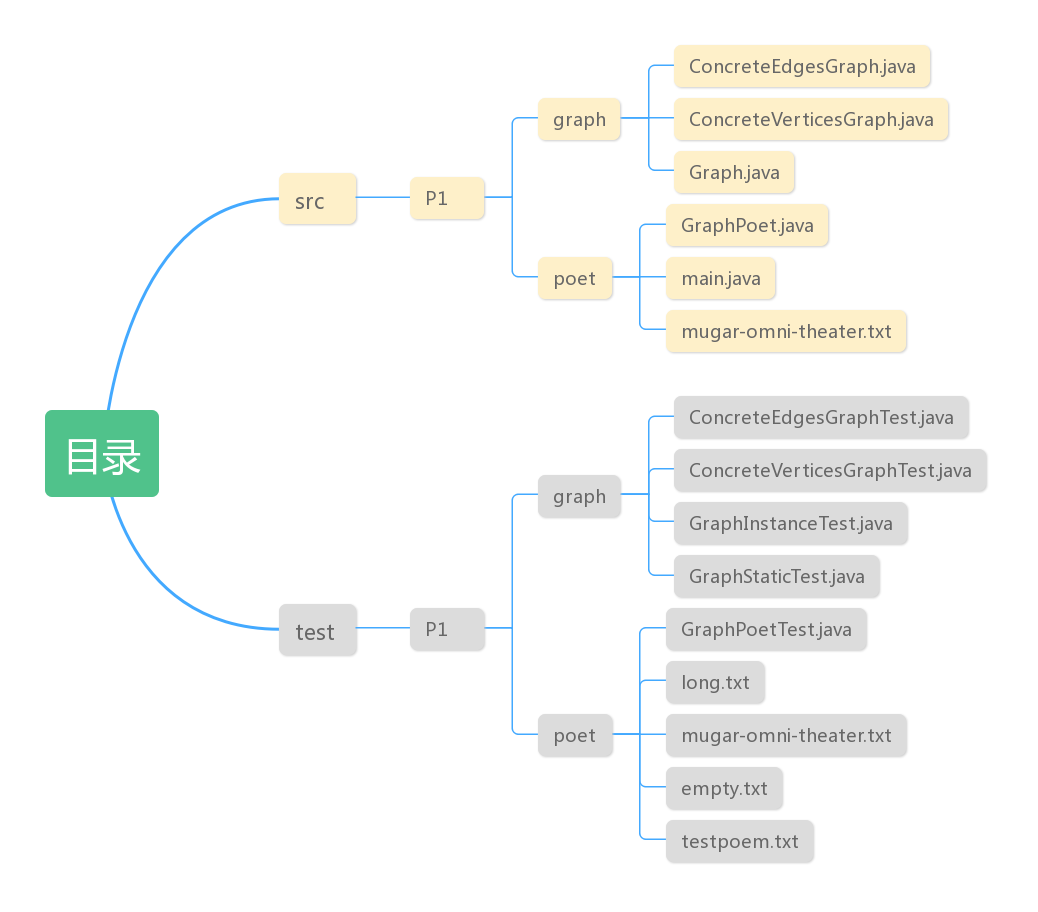 目录
src
P1
graph
ConcreteEdgesGraph.java
ConcreteVerticesGraph.java
Graph.java
poet
GraphPoet.java
main.java
mugar-omni-theater.txt
test
P1
graph
ConcreteEdgesGraphTest.java
ConcreteVerticesGraphTest.java
GraphInstanceTest.java
GraphStaticTest.java
poet
GraphPoetTest.java
long.txt
mugar-omni-theater.txt
empty.txt
testpoem.txt